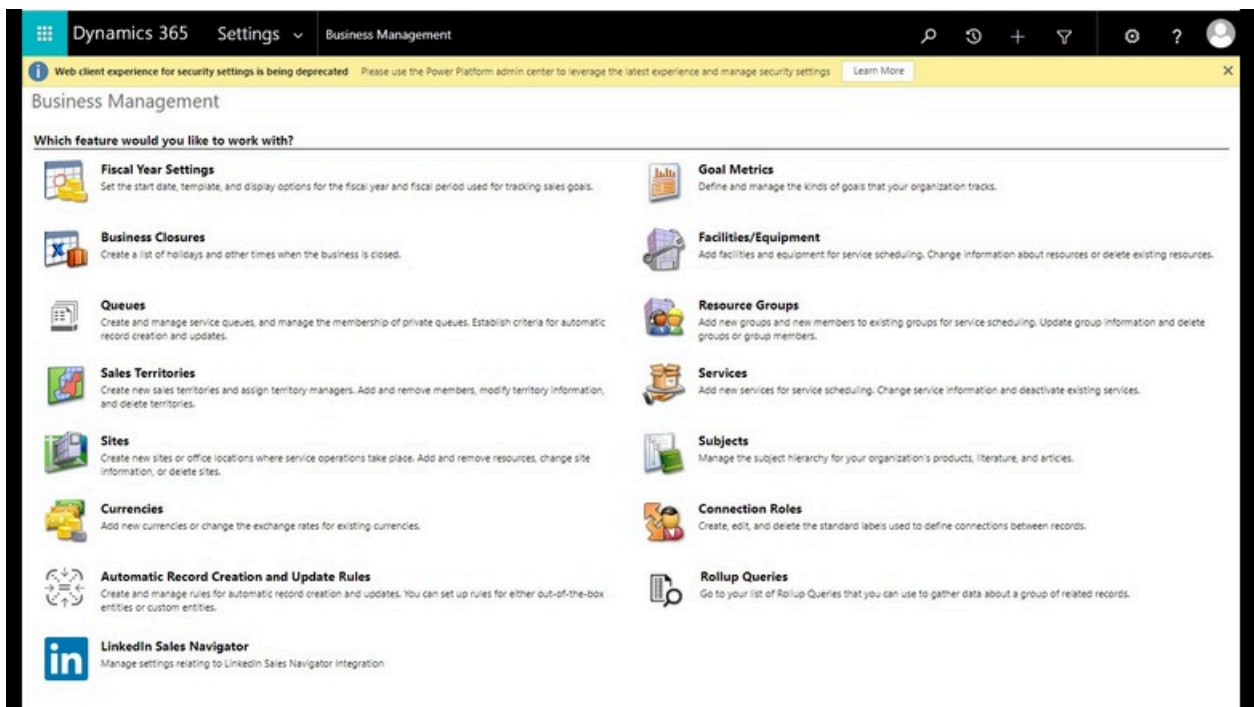 Dynamics 365 Settings Business Management
Web client experience for security settings is being deprecated Please use the Power Platform admin center to leverage the latest experience and manage security settings Learn More
Business Management
Which feature would you like to work with?
Fiscal Year Settings
Set the start date, template, and display options for the fiscal year and fiscal period used for tracking sales goals.
Goal Metrics
Define and manage the kinds of goals that your organization tracks.
Business Closures
Create a list of holidays and other times when the business is closed.
Facilities/Equipment
Add facilities and equipment for service scheduling. Change information about resources or delete existing resources.
Queues
Create and manage service queues, and manage the membership of private queues. Establish criteria for automatic
record creation and updates.
Resource Groups
Add new groups and new members to existing groups for service scheduling. Update group information and delete
groups or group members.
Sales Territories
Create new sales territories and assign territory managers. Add and remove members, modify territory information,
and delete territories.
Services
Add new services for service scheduling. Change service information and deactivate existing services.
Sites
Create new sites or office locations where service operations take place. Add and remove resources, change site
information, or delete sites.
Subjects
Manage the subject hierarchy for your organization's products, literature, and articles.
Currencies
Add new currencies or change the exchange rates for existing currencies.
Connection Roles
Create, edit, and delete the standard labels used to define connections between records.
Automatic Record Creation and Update Rules
Create and manage rules for automatic record creation and updates. You can set up rules for either out-of-the-box
entities or custom entities.
Rollup Queries
Go to your list of Rollup Queries that you can use to gather data about a group of related records.
in
LinkedIn Sales Navigator
Manage settings relating to LinkedIn Sales Navigator Integration